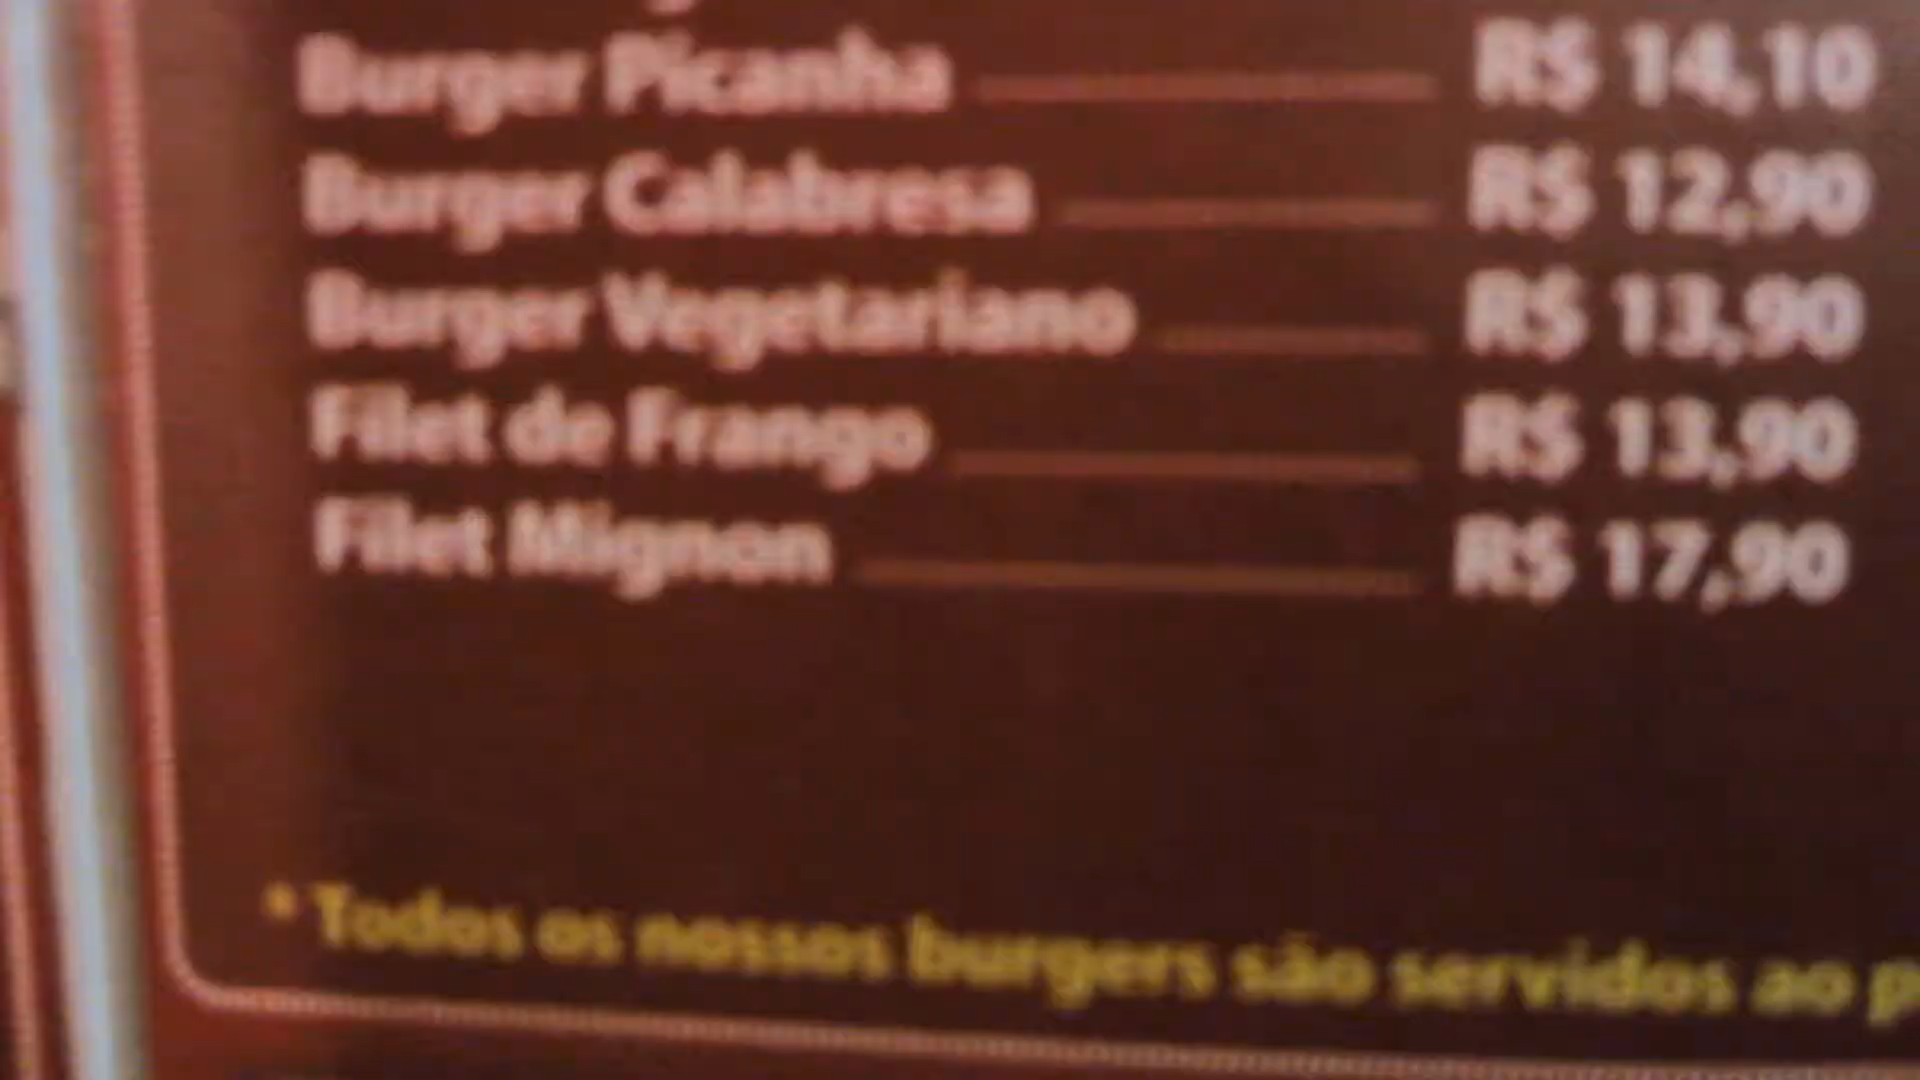 Burger Picanha R$ 14,10
Burger Calabresa R$ 12,90
Burger Vegetariano R$ 13,90
Filet de Frango R$ 13,90
Filet Mignon R$ 17,90
* Todos os nossos burgers são servidos ao p